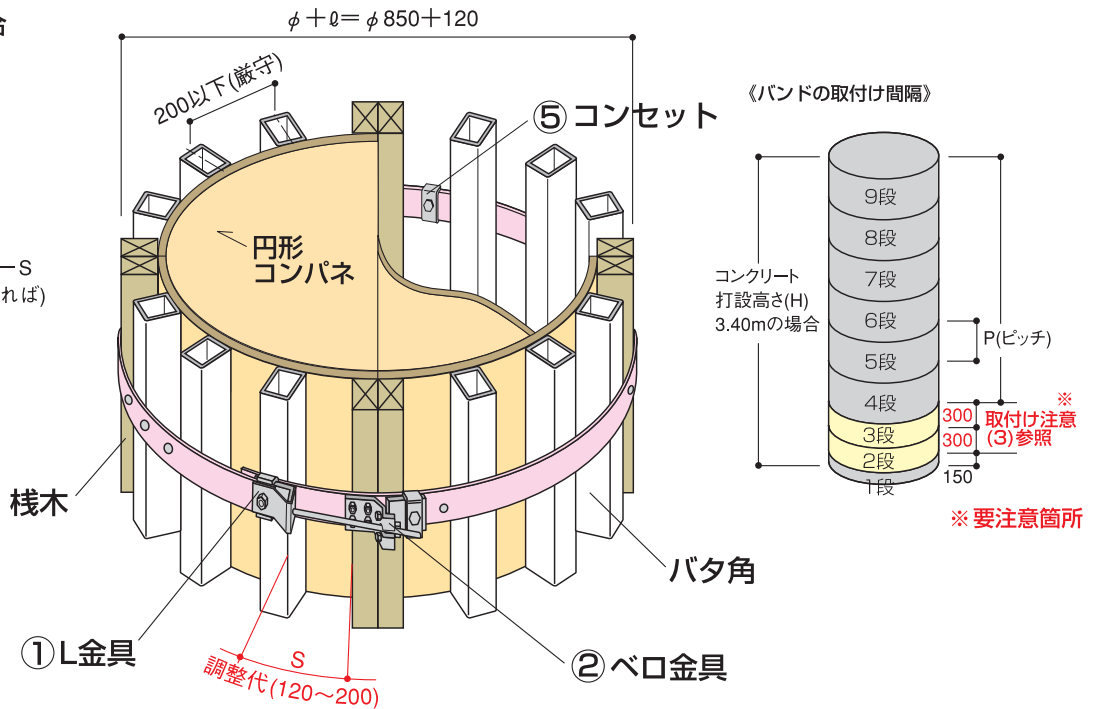 φ+ℓ=φ850+120
200以下(厳守)
⑤コンセット
円形
コンパネ
ーS
れば)
桟木
①L金具
S
調整代(120〜200)
②ベロ金具
バタ角
《バンドの取付け間隔》
コンクリート
打設高さ(H)
3.40mの場合
9段
8段
7段
6段
5段
4段
3段
2段
1段
P(ピッチ)
300
300
150
※
取付け注意
(3)参照
※要注意箇所